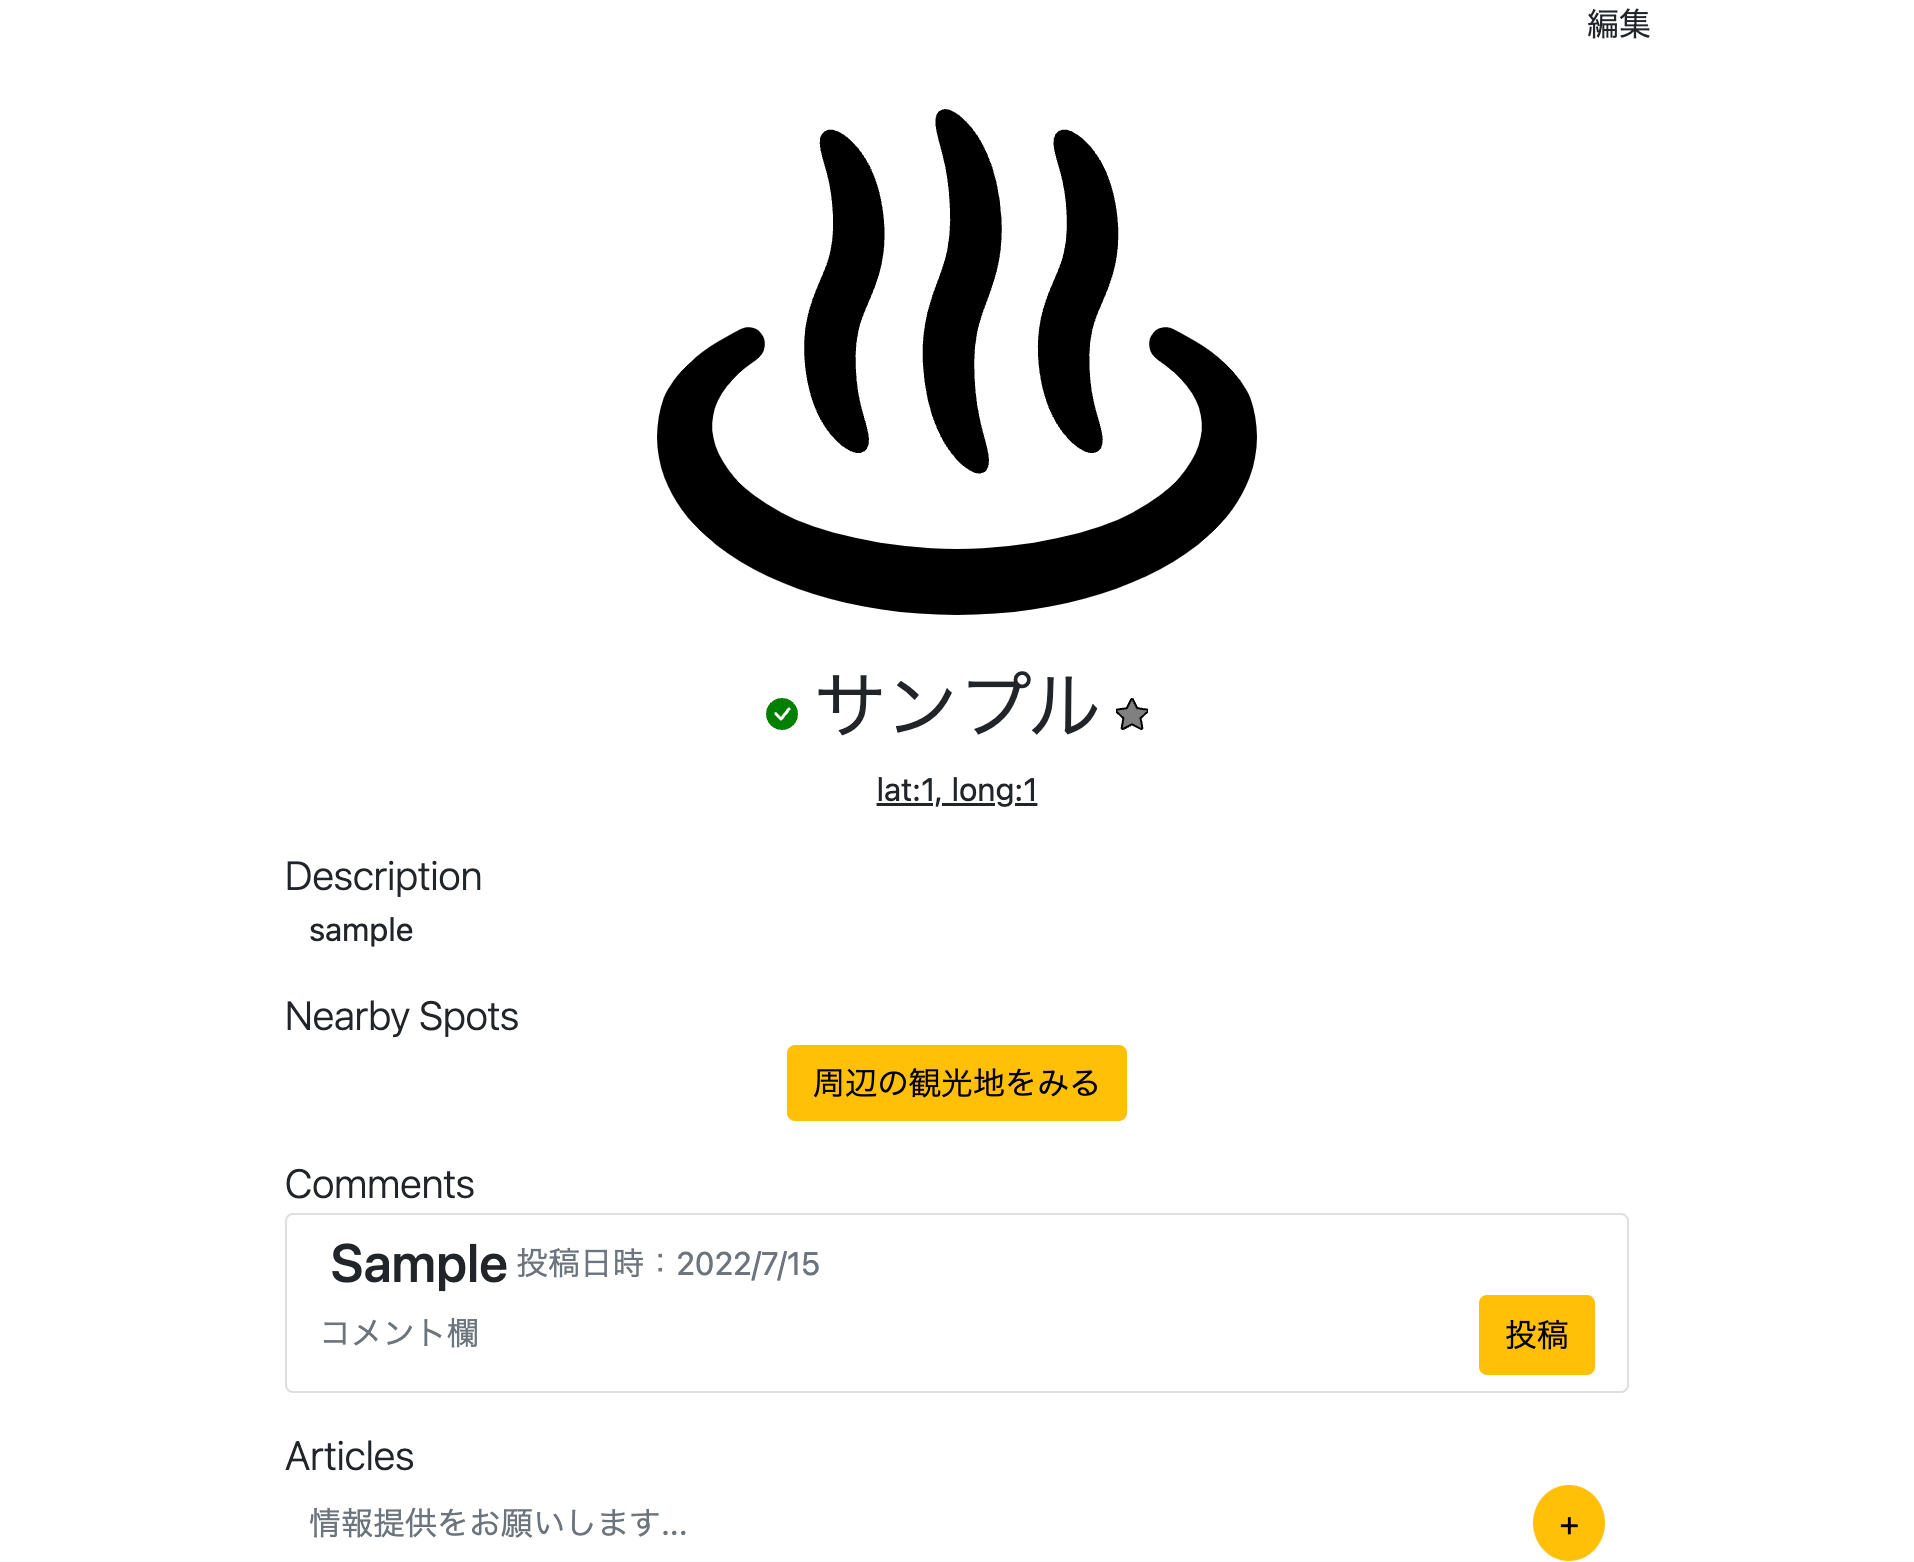 編集
サンプル
lat:1, long:1
Description
sample
Nearby Spots
周辺の観光地をみる
Comments
Sample 投稿日時：2022/7/15
コメント欄
投稿
Articles
情報提供をお願いします...
+